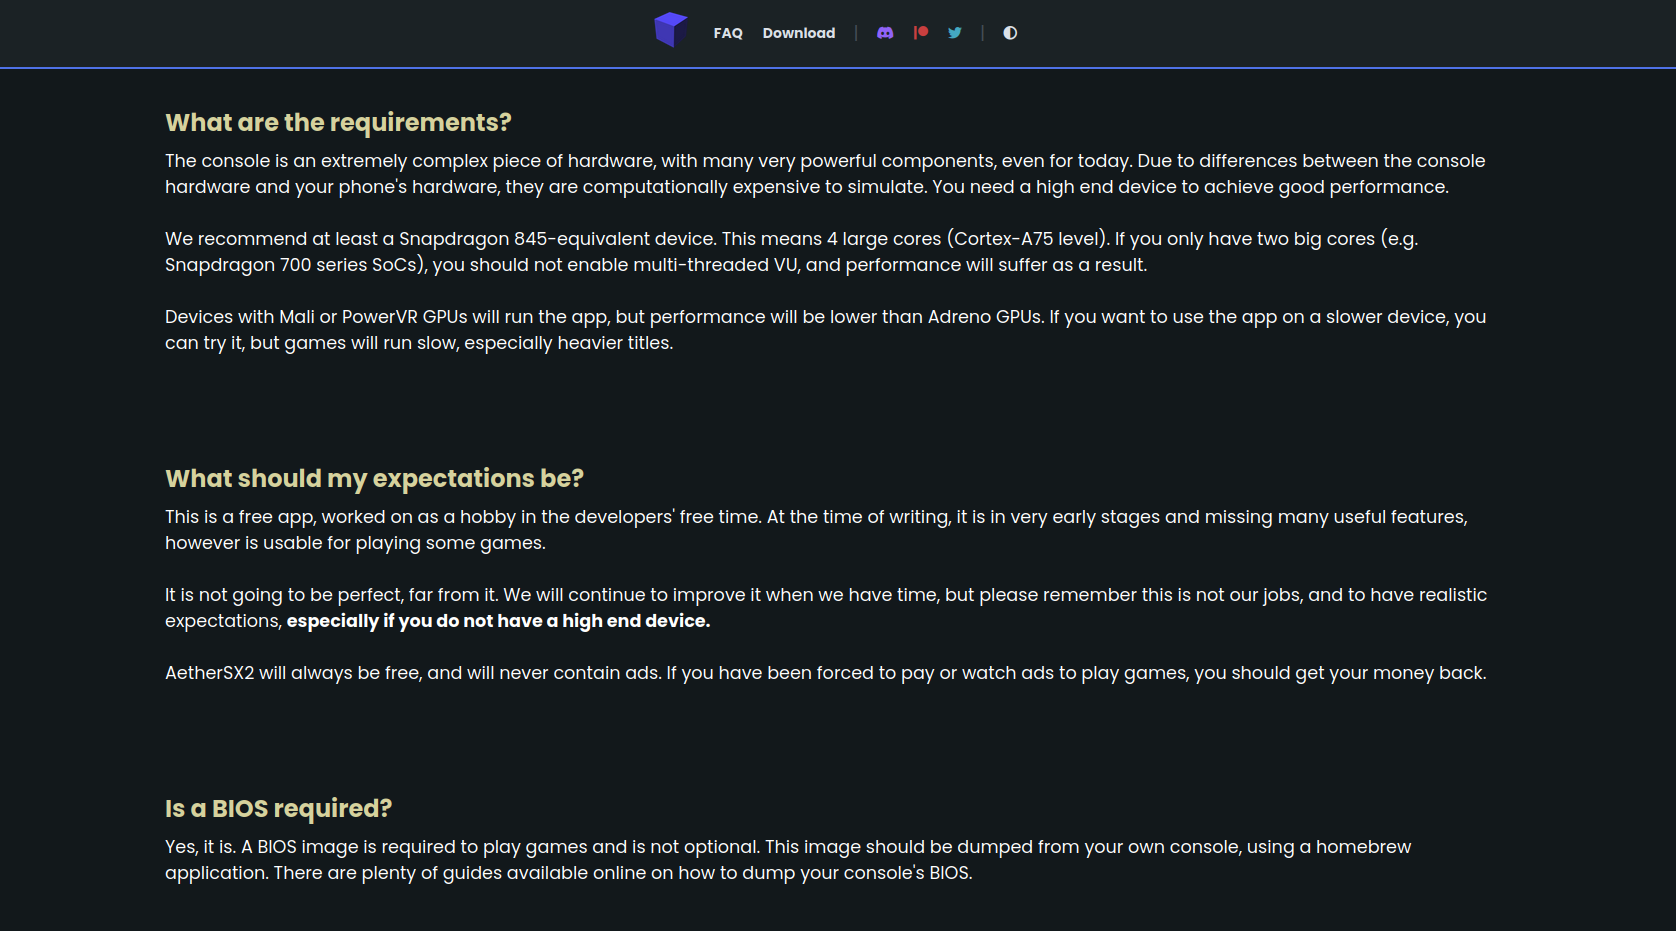 FAQ Download | |
What are the requirements?
The console is an extremely complex piece of hardware, with many very powerful components, even for today. Due to differences between the console
hardware and your phone's hardware, they are computationally expensive to simulate. You need a high end device to achieve good performance.
We recommend at least a Snapdragon 845-equivalent device. This means 4 large cores (Cortex-A75 level). If you only have two big cores (e.g.
Snapdragon 700 series SoCs), you should not enable multi-threaded VU, and performance will suffer as a result.
Devices with Mali or PowerVR GPUs will run the app, but performance will be lower than Adreno GPUs. If you want to use the app on a slower device, you
can try it, but games will run slow, especially heavier titles.
What should my expectations be?
This is a free app, worked on as a hobby in the developers' free time. At the time of writing, it is in very early stages and missing many useful features,
however is usable for playing some games.
It is not going to be perfect, far from it. We will continue to improve it when we have time, but please remember this is not our jobs, and to have realistic
expectations, especially if you do not have a high end device.
AetherSX2 will always be free, and will never contain ads. If you have been forced to pay or watch ads to play games, you should get your money back.
Is a BIOS required?
Yes, it is. A BIOS image is required to play games and is not optional. This image should be dumped from your own console, using a homebrew
application. There are plenty of guides available online on how to dump your console's BIOS.